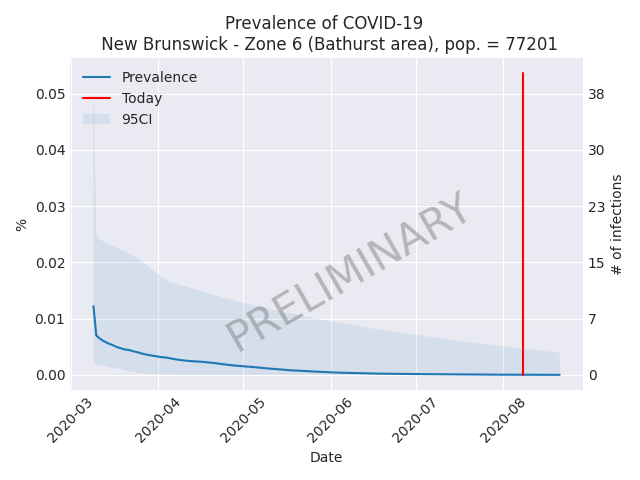 Prevalence of COVID-19
New Brunswick - Zone 6 (Bathurst area), pop. = 77201
Prevalence
Today
95CI
0.05
0.04
0.03
0.02
0.01
0.00
%
38
30
23
15
7
0
# of infections
PRELIMINARY
2020-03
2020-04
2020-05
2020-06
2020-07
2020-08
Date